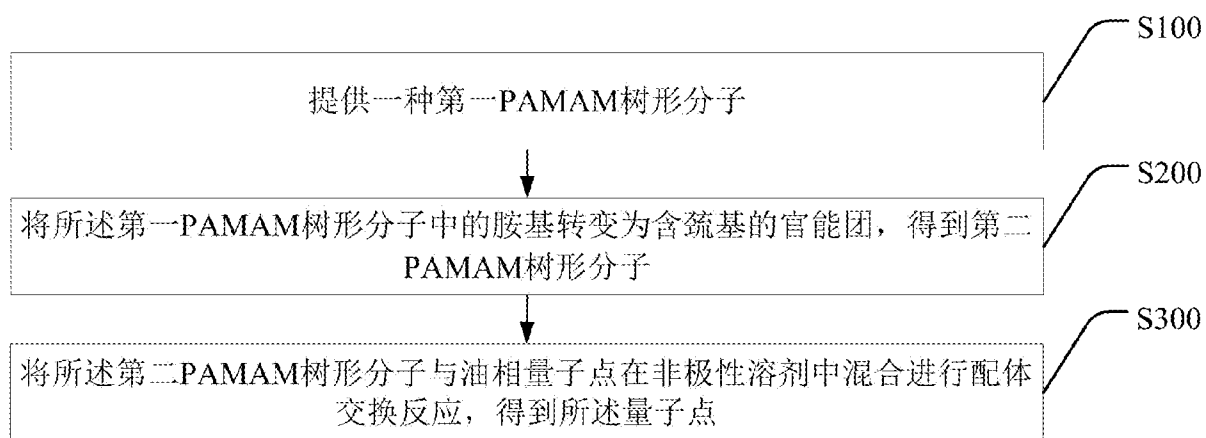 S100
提供一种第一PAMAM树形分子
S200
将所述第一PAMAM树形分子中的胺基转变为含巯基的官能团，得到第二
PAMAM树形分子
S300
将所述第二PAMAM树形分子与油相量子点在非极性溶剂中混合进行配体
交换反应，得到所述量子点